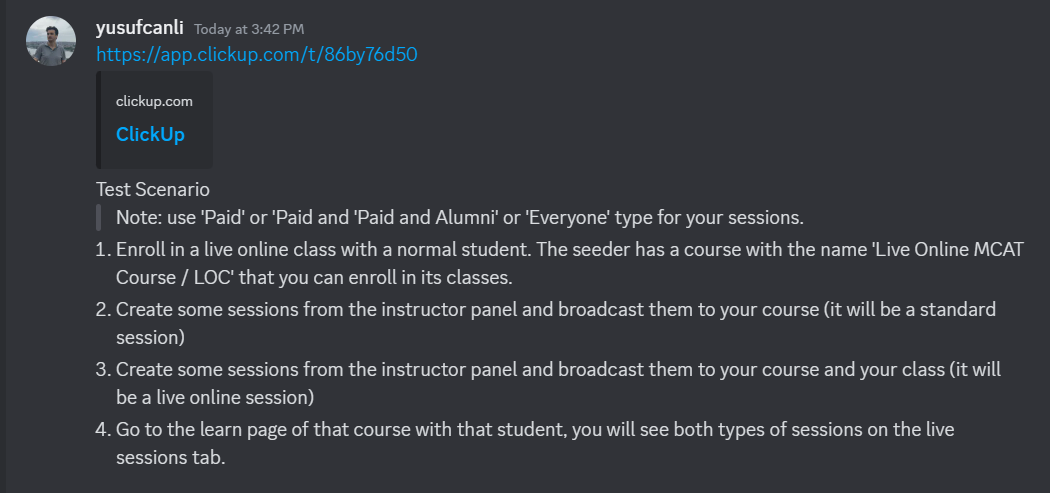 yusufcanli Today at 3:42 PM
https://app.clickup.com/t/86by76d50
clickup.com
ClickUp
Test Scenario
Note: use 'Paid' or 'Paid and 'Paid and Alumni' or 'Everyone' type for your sessions.
1. Enroll in a live online class with a normal student. The seeder has a course with the name 'Live Online MCAT
Course / LOC' that you can enroll in its classes.
2. Create some sessions from the instructor panel and broadcast them to your course (it will be a standard
session)
3. Create some sessions from the instructor panel and broadcast them to your course and your class (it will
be a live online session)
4. Go to the learn page of that course with that student, you will see both types of sessions on the live
sessions tab.